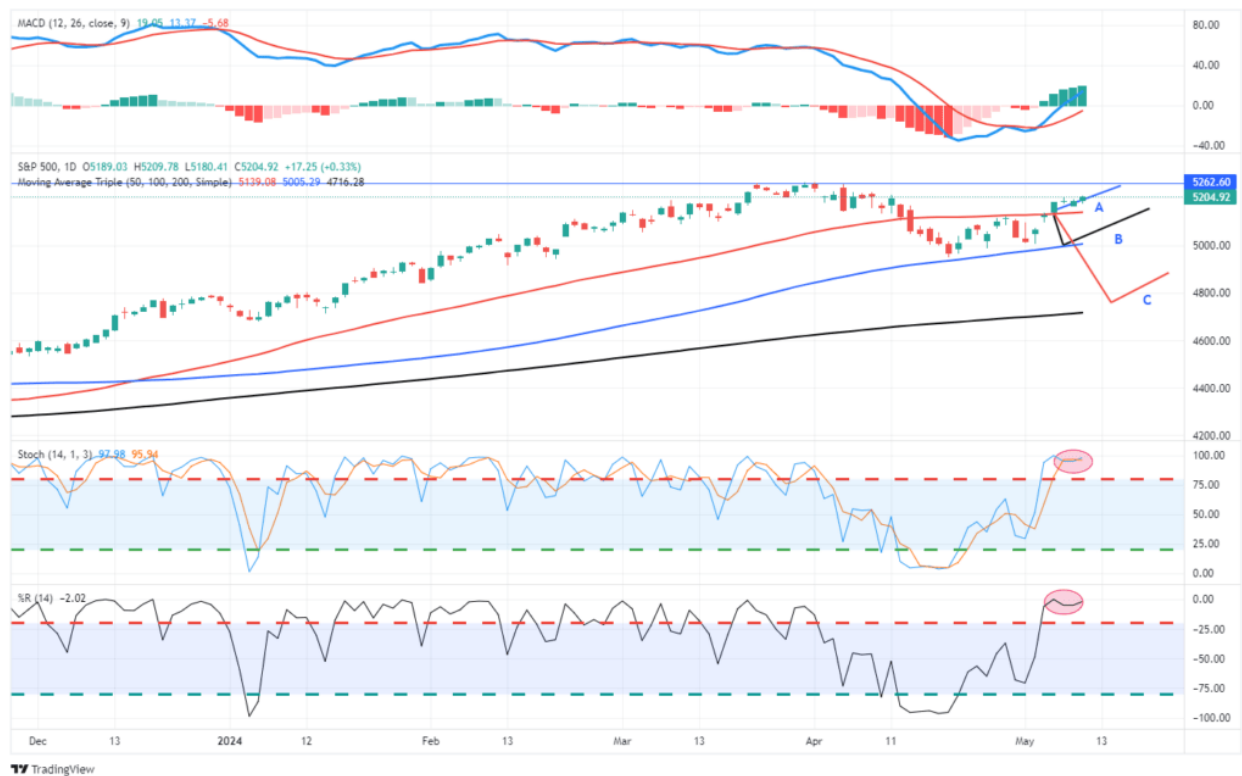 MACD (12, 26, close, 9) 19.05 13.37 −5.68
80.00
40.00
0.00
−40.00
S&P 500, 1D O5189.03 H5209.78 L5180.41 C5204.92 +17.25 (+0.33%)
Moving Average Triple (50, 100, 200, Simple) 5139.08 5005.29 4716.28
5262.60
5204.92
A
B
5000.00
C
4800.00
4600.00
4400.00
4200.00
Stoch (14, 1, 3) 97.98 95.94
100.00
75.00
50.00
25.00
0.00
%R (14) −2.02
0.00
−25.00
−50.00
−75.00
−100.00
Dec 13 2024 12 Feb 13 Mar 13 Apr 11 May 13
TradingView